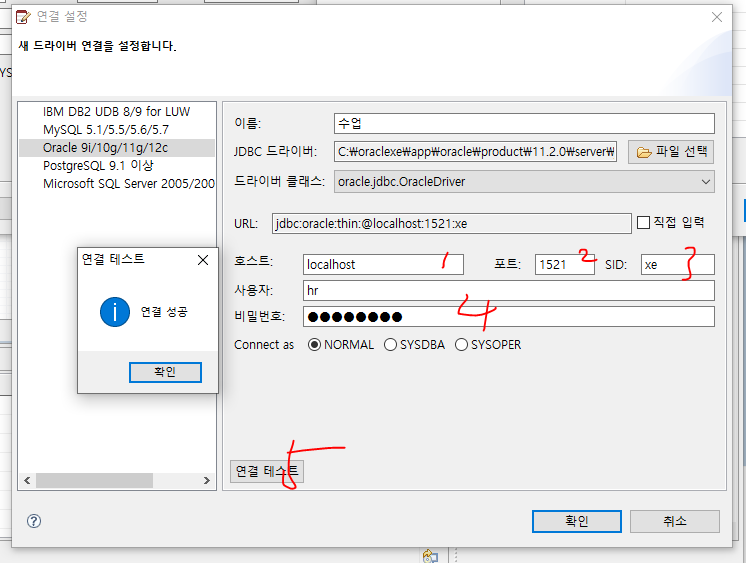 연결 설정
새 드라이버 연결을 설정합니다.
IBM DB2 UDB 8/9 for LUW
MySQL 5.1/5.5/5.6/5.7
Oracle 9i/10g/11g/12c
PostgreSQL 9.1 이상
Microsoft SQL Server 2005/200
이름: 수업
JDBC 드라이버: C:₩oraclexe₩app₩oracle₩product₩11.2.0₩server₩ 파일 선택
드라이버 클래스: oracle.jdbc.OracleDriver
URL: jdbc:oracle:thin:@localhost:1521:xe 직접 입력
호스트: localhost 1 포트: 1521 2 SID: xe 3
사용자: hr
비밀번호: ●●●●●●●● 4
Connect as NORMAL SYSDBA SYSOPER
연결 테스트
연결 성공
확인
연결 테스트 5
확인 취소